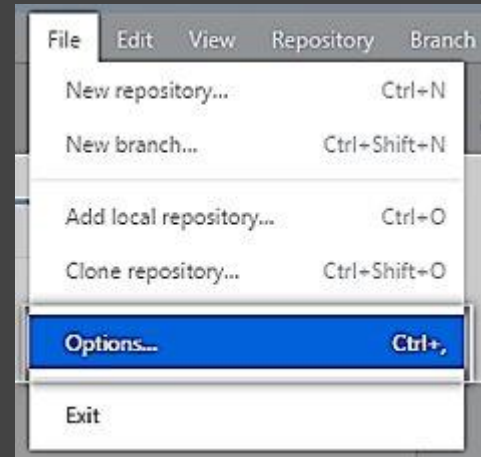 File Edit View Repository Branch
New repository... Ctrl+N
New branch... Ctrl+Shift+N
Add local repository... Ctrl+O
Clone repository... Ctrl+Shift+O
Options... Ctrl+,
Exit